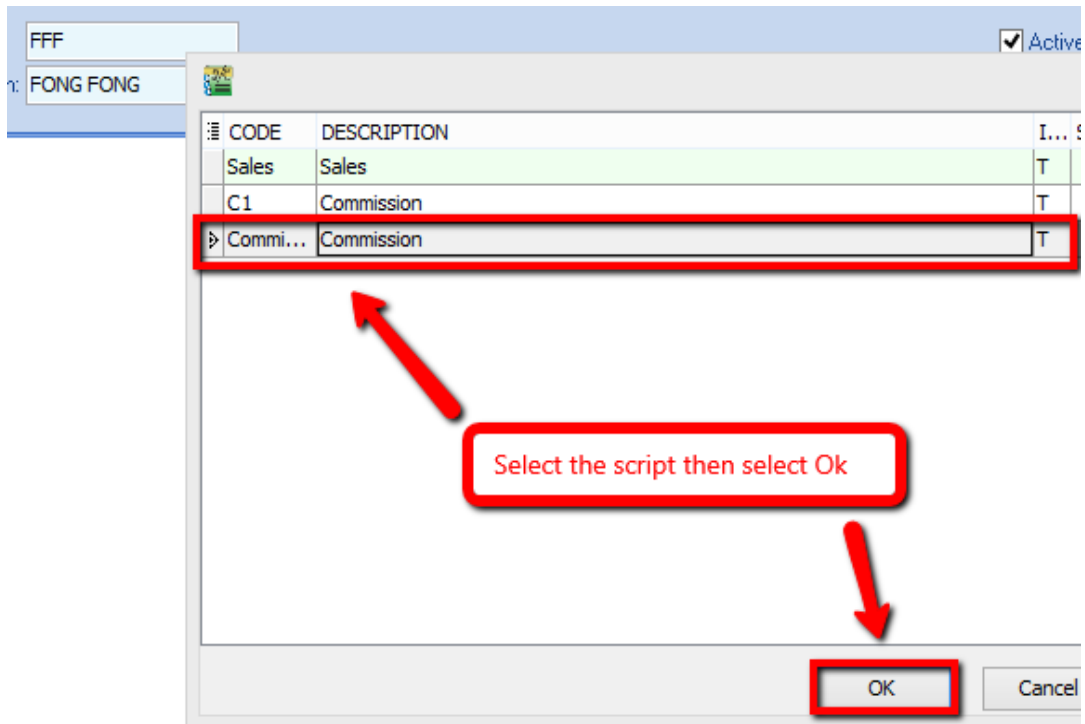 FFF
Active
n: FONG FONG
CODE DESCRIPTION I... S
Sales Sales T
C1 Commission T
Commi... Commission T
Select the script then select Ok
OK Cancel